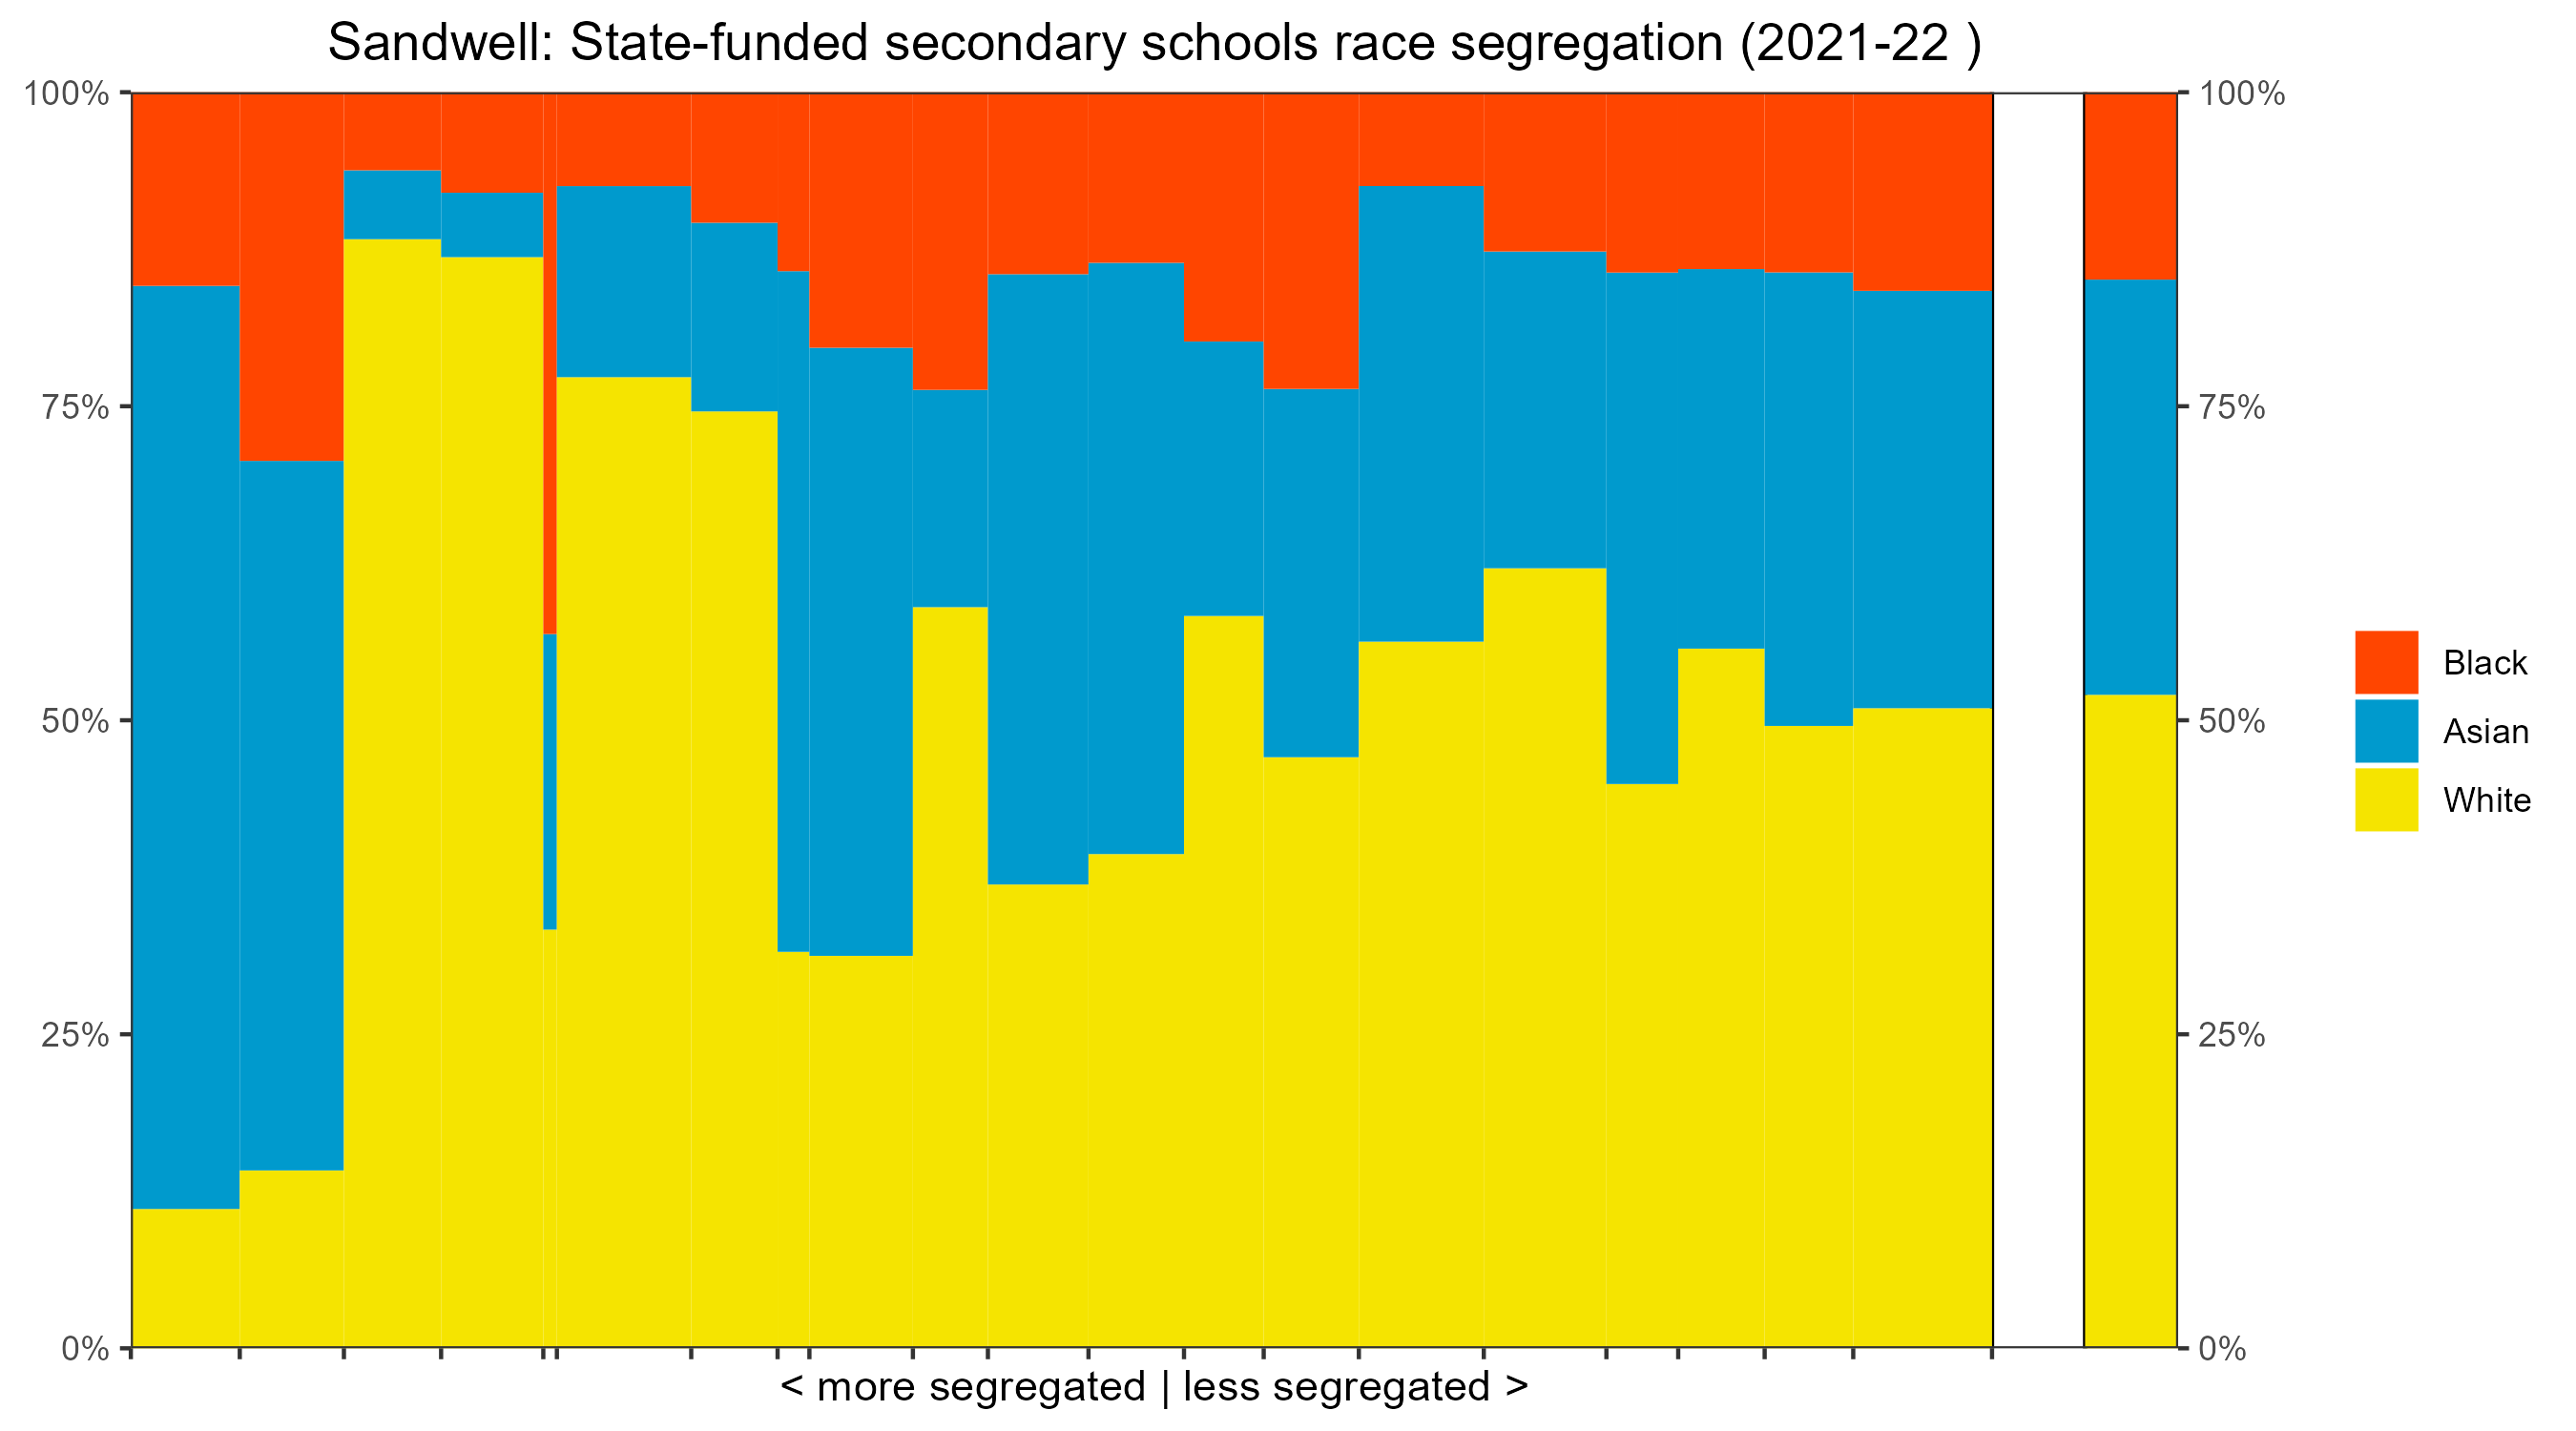 Sandwell: State-funded secondary schools race segregation (2021-22 )
100%
75%
50%
25%
0%
100%
75%
50%
25%
0%
Black
Asian
White
< more segregated | less segregated >